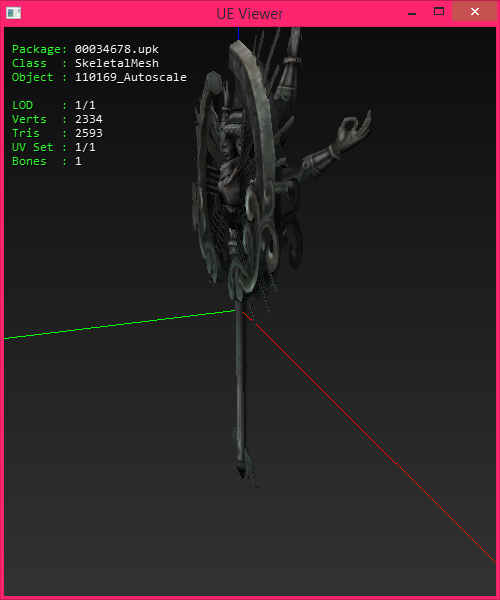 UE Viewer
Package: 00034678.upk
Class : SkeletalMesh
Object : 110169_Autoscale
LOD : 1/1
Verts : 2334
Tris : 2593
UV Set : 1/1
Bones : 1